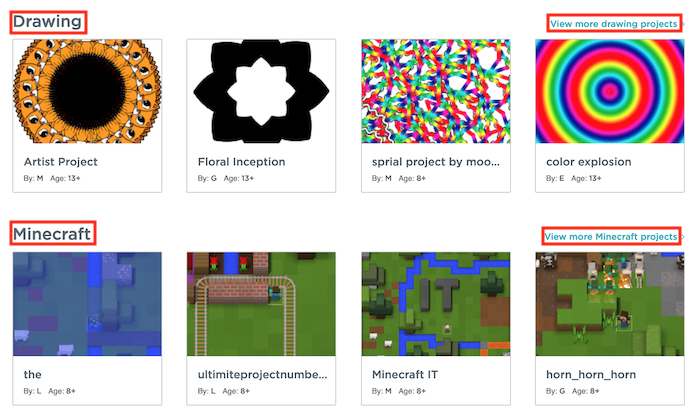 Drawing
View more drawing projects ›
Artist Project
By: M Age: 13+
Floral Inception
By: G Age: 13+
sprial project by moo...
By: M Age: 8+
color explosion
By: E Age: 13+
Minecraft
View more Minecraft projects ›
IT
the
By: L Age: 8+
ultimiteprojectnumbe...
By: L Age: 8+
Minecraft IT
By: M Age: 8+
horn_horn_horn
By: G Age: 8+